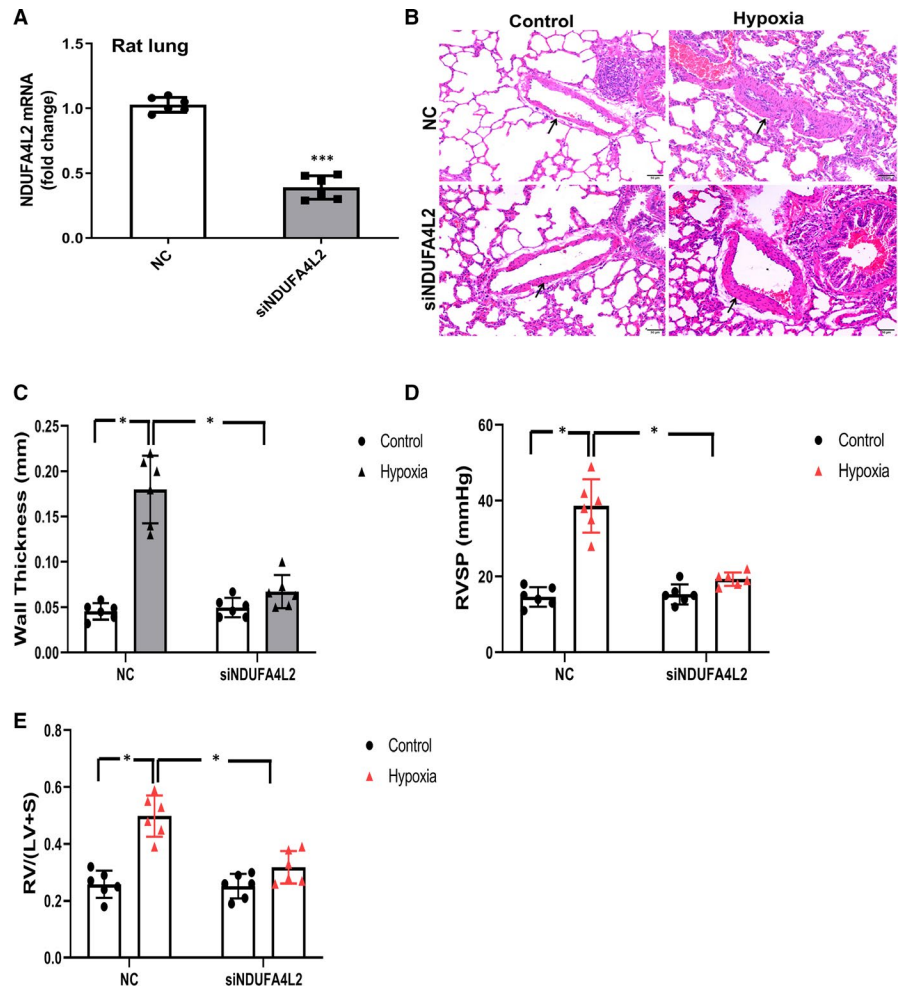 A
Rat lung
NDUFA4L2 mRNA
(fold change)
1.5
1.0
0.5
0.0
***
NC
siNDUFA4L2
B
Control
Hypoxia
NC
siNDUFA4L2
C
Wall Thickness (mm)
0.25
0.20
0.15
0.10
0.05
0.00
*
*
Control
Hypoxia
NC
siNDUFA4L2
D
RVSP (mmHg)
60
40
20
0
*
*
Control
Hypoxia
NC
siNDUFA4L2
E
RV/(LV+S)
0.8
0.6
0.4
0.2
0.0
*
*
Control
Hypoxia
NC
siNDUFA4L2